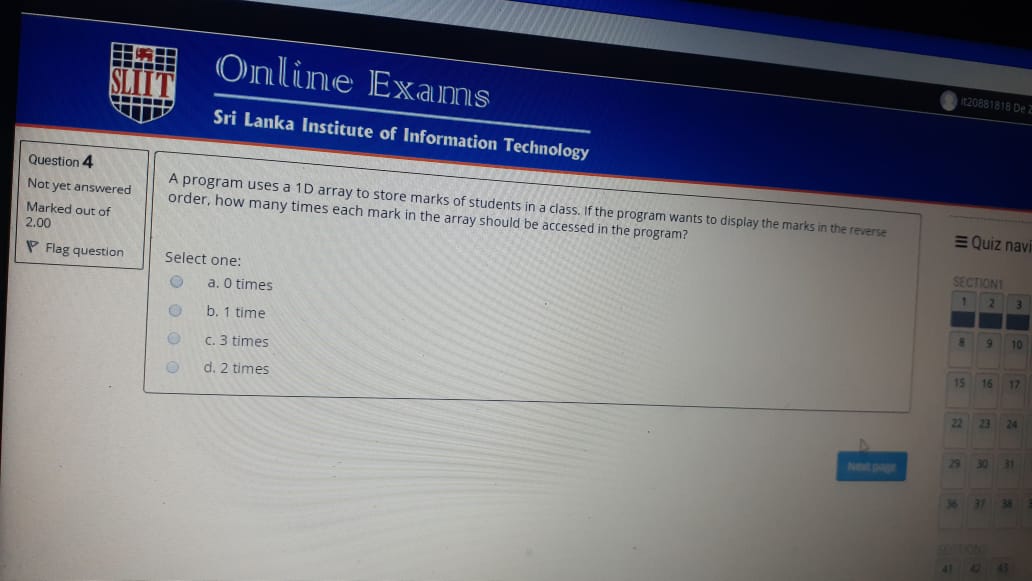 SLIIT
Online Exams
Sri Lanka Institute of Information Technology
it20881818 De
Question 4
Not yet answered
Marked out of
2.00
Flag question
A program uses a 1D array to store marks of students in a class. If the program wants to display the marks in the reverse
order, how many times each mark in the array should be accessed in the program?
Select one:
a. 0 times
b. 1 time
c. 3 times
d. 2 times
Next page
Quiz navi
SECTION1
1 2 3
8 9 10
15 16 17
22 23 24
29 30 31
36 37 38
41 42 43